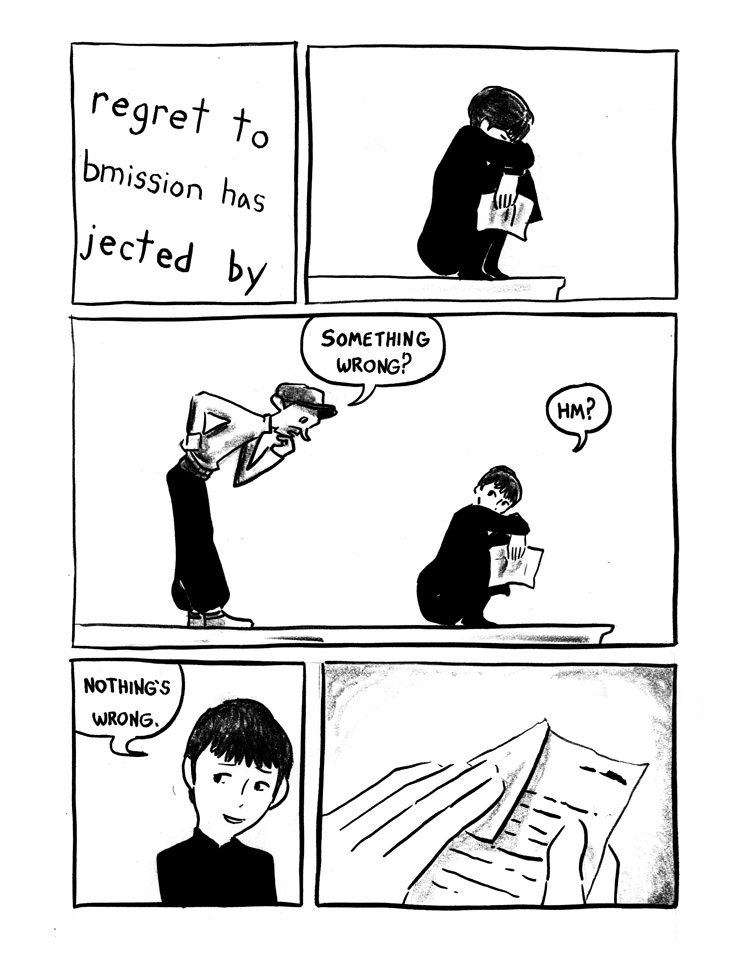 regret to
bmission has
jected by
SOMETHING
WRONG?
HM?
NOTHING'S
WRONG.